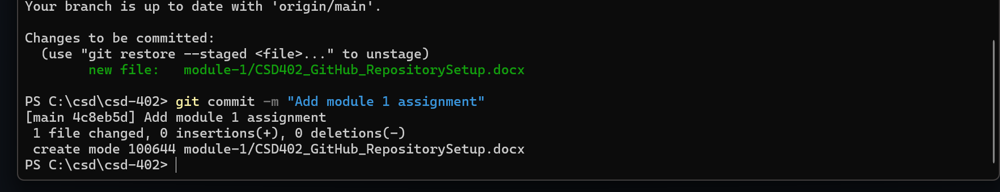 Your branch is up to date with 'origin/main'.
Changes to be committed:
  (use "git restore --staged <file>..." to unstage)
        new file:   module-1/CSD402_GitHub_RepositorySetup.docx
PS C:\csd\csd-402> git commit -m "Add module 1 assignment"
[main 4c8eb5d] Add module 1 assignment
 1 file changed, 0 insertions(+), 0 deletions(-)
 create mode 100644 module-1/CSD402_GitHub_RepositorySetup.docx
PS C:\csd\csd-402>